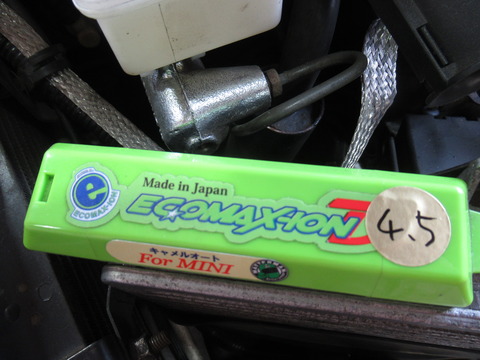 Made in Japan
ECOMAX-ION D
4.5
e
ECOMAX-ION
キャメルオート
For MINI